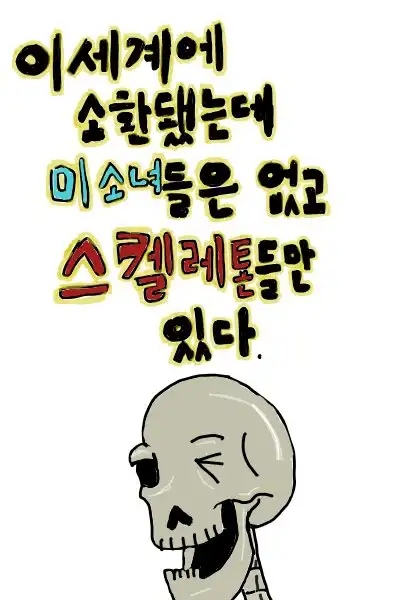 이세계에
소환됐는데
미소녀들은 없고
스켈레톤들만
있다.